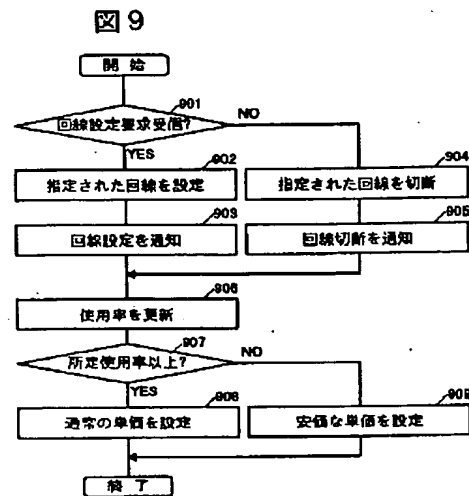 図9
開始
901
回線設定要求受信?
NO
YES
902
904
指定された回線を設定
指定された回線を切断
903
905
回線設定を通知
回線切断を通知
906
使用率を更新
907
所定使用率以上?
NO
YES
908
909
通常の単価を設定
安価な単価を設定
終了